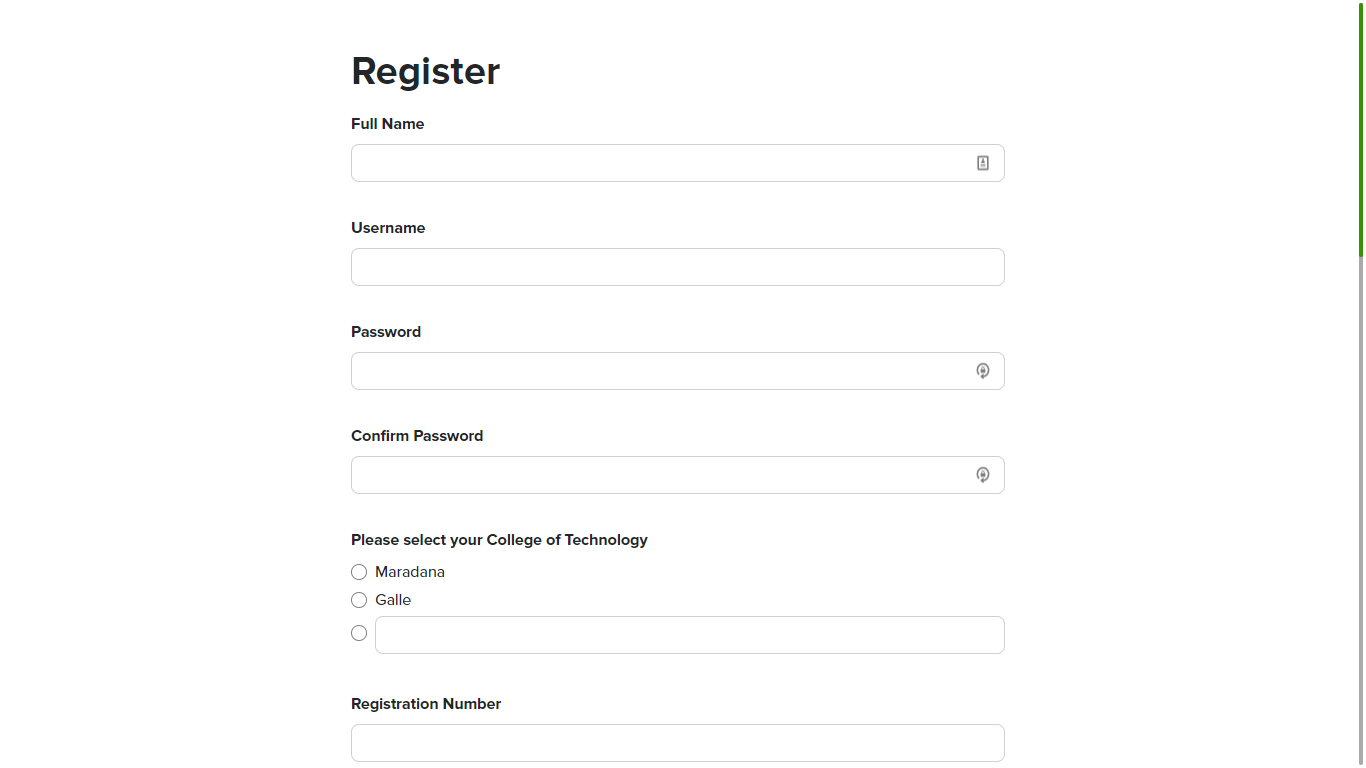 Register
Full Name
Username
Password
Confirm Password
Please select your College of Technology
Maradana
Galle
Registration Number